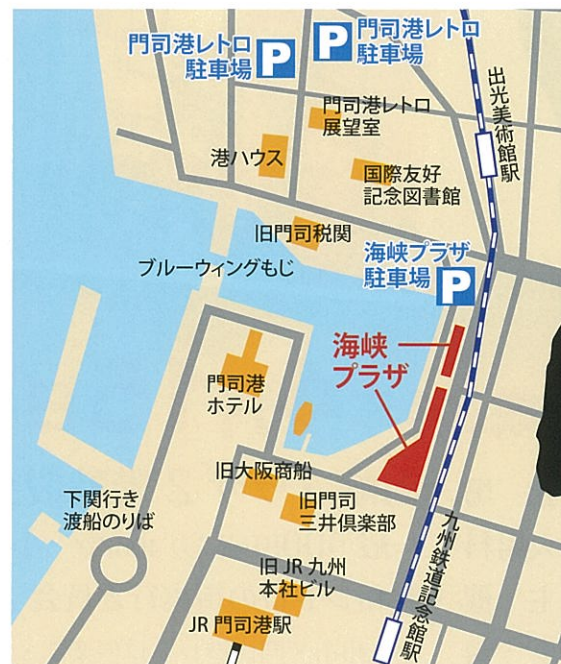 門司港レトロ
駐車場
P
P
門司港レトロ
駐車場
門司港レトロ
展望室
出光美術館駅
港ハウス
国際友好
記念図書館
旧門司税関
ブルーウィングもじ
海峡プラザ
駐車場
P
海峡
プラザ
門司港
ホテル
旧大阪商船
旧門司
三井倶楽部
下関行き
渡船のりば
九州鉄道記念館駅
旧JR九州
本社ビル
JR門司港駅